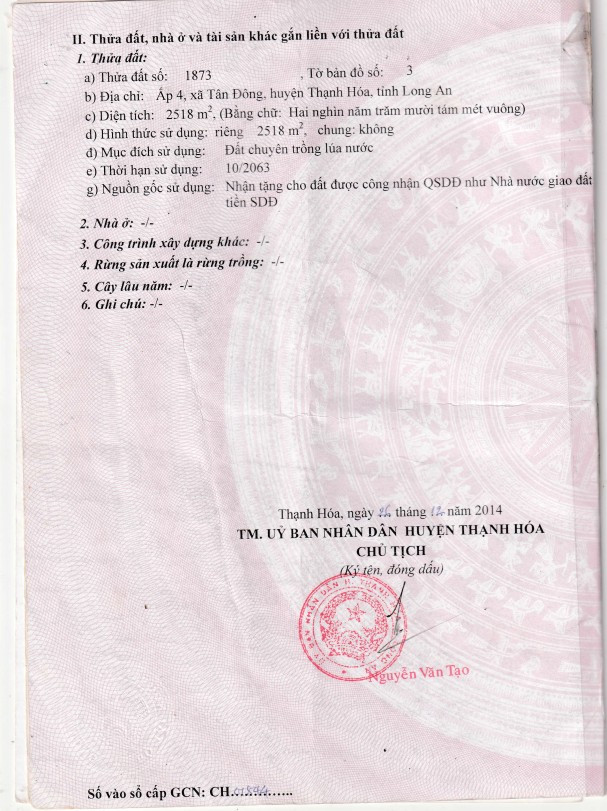 II. Thửa đất, nhà ở và tài sản khác gắn liền với thửa đất
1. Thửa đất:
a) Thửa đất số: 1873 , Tờ bản đồ số: 3
b) Địa chỉ: Ấp 4, xã Tân Đông, huyện Thạnh Hóa, tỉnh Long An
c) Diện tích: 2518 m², (Bằng chữ: Hai nghìn năm trăm mười tám mét vuông)
d) Hình thức sử dụng: riêng 2518 m², chung: không
đ) Mục đích sử dụng: Đất chuyên trồng lúa nước
e) Thời hạn sử dụng: 10/2063
g) Nguồn gốc sử dụng: Nhận tặng cho đất được công nhận QSDĐ như Nhà nước giao đất
tiền SDĐ
2. Nhà ở: -/-
3. Công trình xây dựng khác: -/-
4. Rừng sản xuất là rừng trồng: -/-
5. Cây lâu năm: -/-
6. Ghi chú: -/-
Thạnh Hóa, ngày tháng 12 năm 2014
TM. UỶ BAN NHÂN DÂN HUYỆN THẠNH HÓA
CHỦ TỊCH
(Ký tên, đóng dấu)
UỶ BAN NHÂN DÂN H. THẠNH
Nguyễn Văn Tạo
Số vào sổ cấp GCN: CH